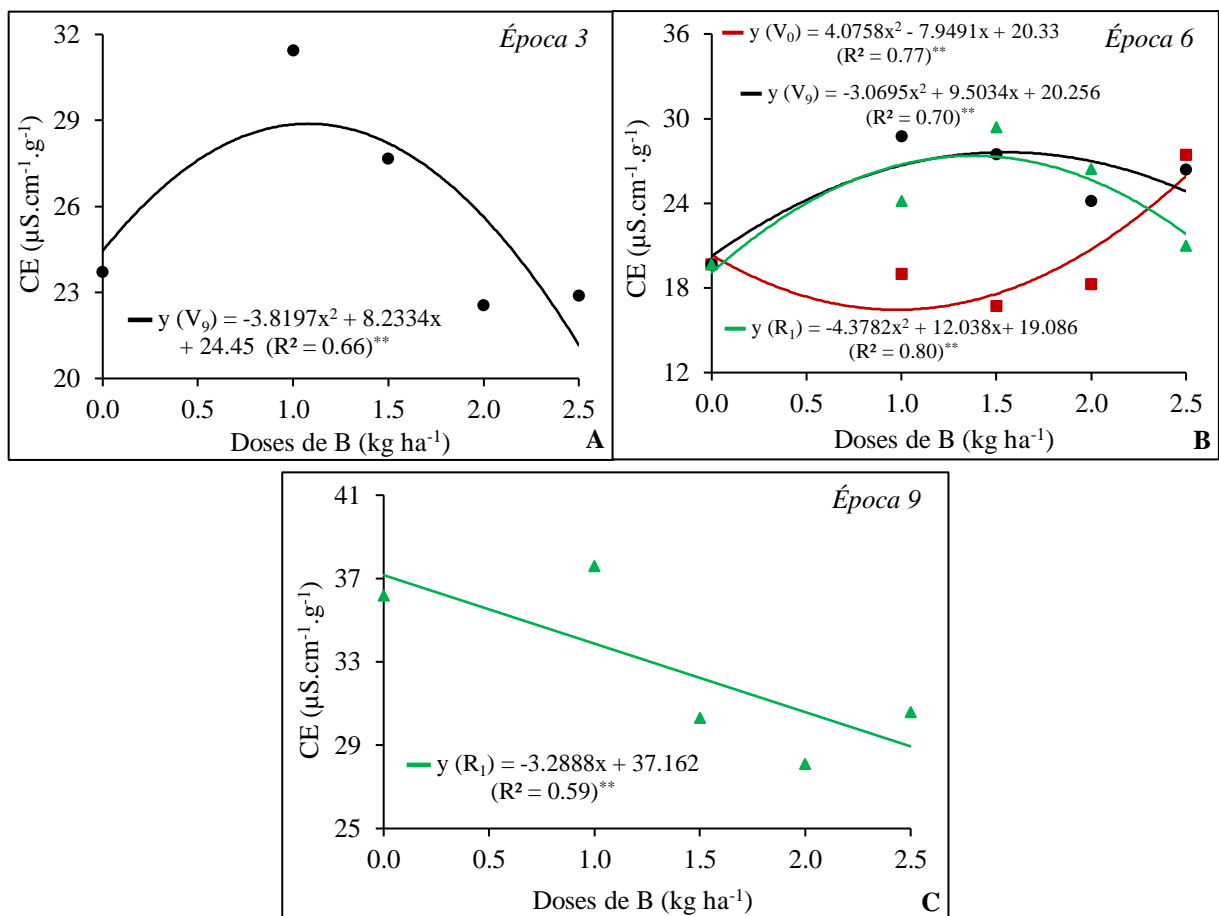 Época 3
CE (µS.cm⁻¹.g⁻¹)
32
29
26
23
20
y (V₉) = -3.8197x² + 8.2334x
+ 24.45 (R² = 0.66)**
0.0 0.5 1.0 1.5 2.0 2.5
Doses de B (kg ha⁻¹)
A
Época 6
CE (µS.cm⁻¹.g⁻¹)
36
30
24
18
12
y (V₀) = 4.0758x² - 7.9491x + 20.33
(R² = 0.77)**
y (V₉) = -3.0695x² + 9.5034x + 20.256
(R² = 0.70)**
y (R₁) = -4.3782x² + 12.038x+ 19.086
(R² = 0.80)**
0.0 0.5 1.0 1.5 2.0 2.5
Doses de B (kg ha⁻¹)
B
Época 9
CE (µS.cm⁻¹.g⁻¹)
41
37
33
29
25
y (R₁) = -3.2888x + 37.162
(R² = 0.59)**
0.0 0.5 1.0 1.5 2.0 2.5
Doses de B (kg ha⁻¹)
C